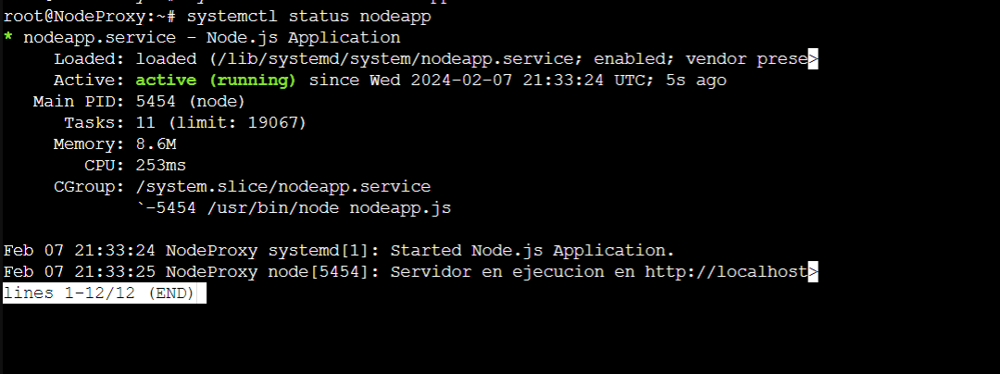 root@NodeProxy:~# systemctl status nodeapp
* nodeapp.service - Node.js Application
     Loaded: loaded (/lib/systemd/system/nodeapp.service; enabled; vendor prese>
     Active: active (running) since Wed 2024-02-07 21:33:24 UTC; 5s ago
   Main PID: 5454 (node)
      Tasks: 11 (limit: 19067)
     Memory: 8.6M
        CPU: 253ms
     CGroup: /system.slice/nodeapp.service
             `-5454 /usr/bin/node nodeapp.js

Feb 07 21:33:24 NodeProxy systemd[1]: Started Node.js Application.
Feb 07 21:33:25 NodeProxy node[5454]: Servidor en ejecucion en http://localhost>
lines 1-12/12 (END)